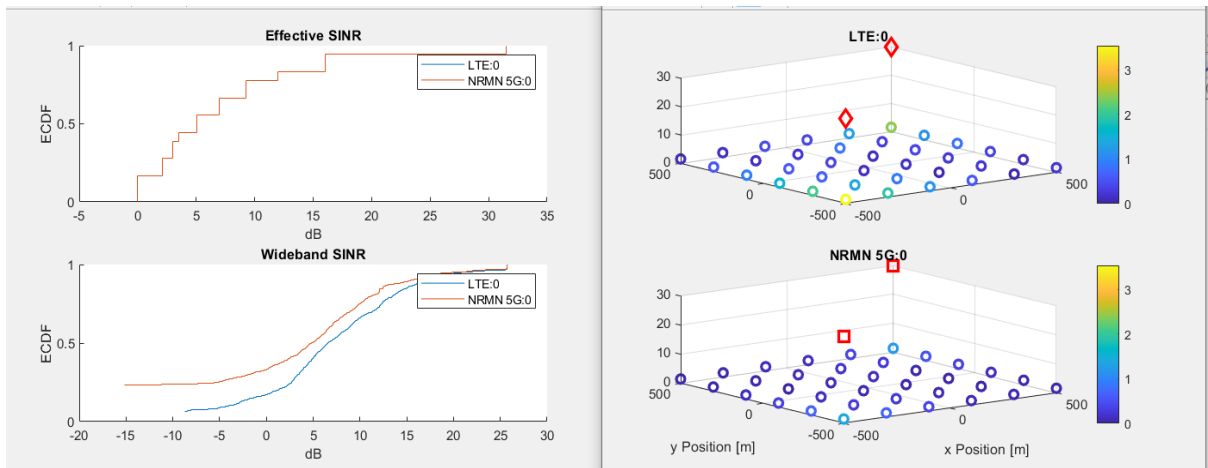 Effective SINR
1
LTE:0
NRMN 5G:0
ECDF
0.5
0
-5 0 5 10 15 20 25 30 35
dB
Wideband SINR
1
LTE:0
NRMN 5G:0
ECDF
0.5
0
-20 -15 -10 -5 0 5 10 15 20 25 30
dB
LTE:0
30
20
10
0
500
0
-500 -500
0
500
3
2
1
0
NRMN 5G:0
30
20
10
0
500
0
-500 -500
0
500
y Position [m]
x Position [m]
3
2
1
0